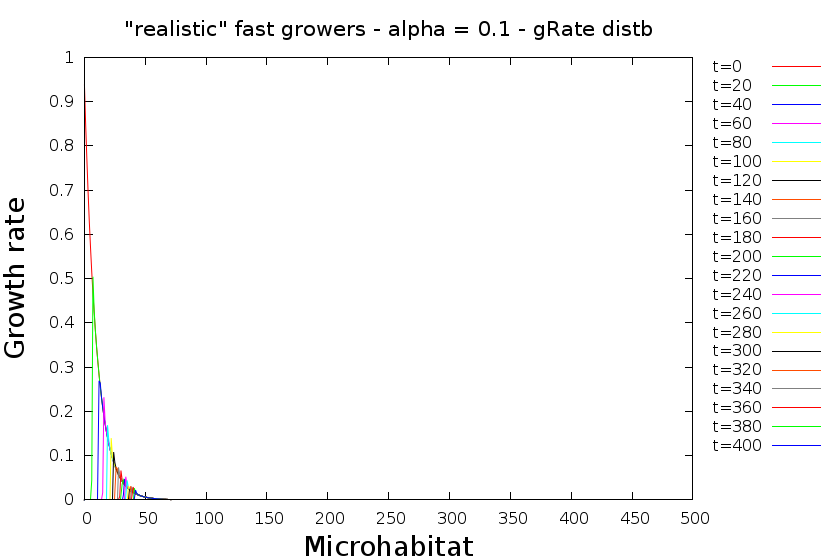 "realistic" fast growers - alpha = 0.1 - gRate distb
1
0.9
0.8
0.7
0.6
0.5
0.4
0.3
0.2
0.1
0
Growth rate
0 50 100 150 200 250 300 350 400 450 500
Microhabitat
t=0
t=20
t=40
t=60
t=80
t=100
t=120
t=140
t=160
t=180
t=200
t=220
t=240
t=260
t=280
t=300
t=320
t=340
t=360
t=380
t=400